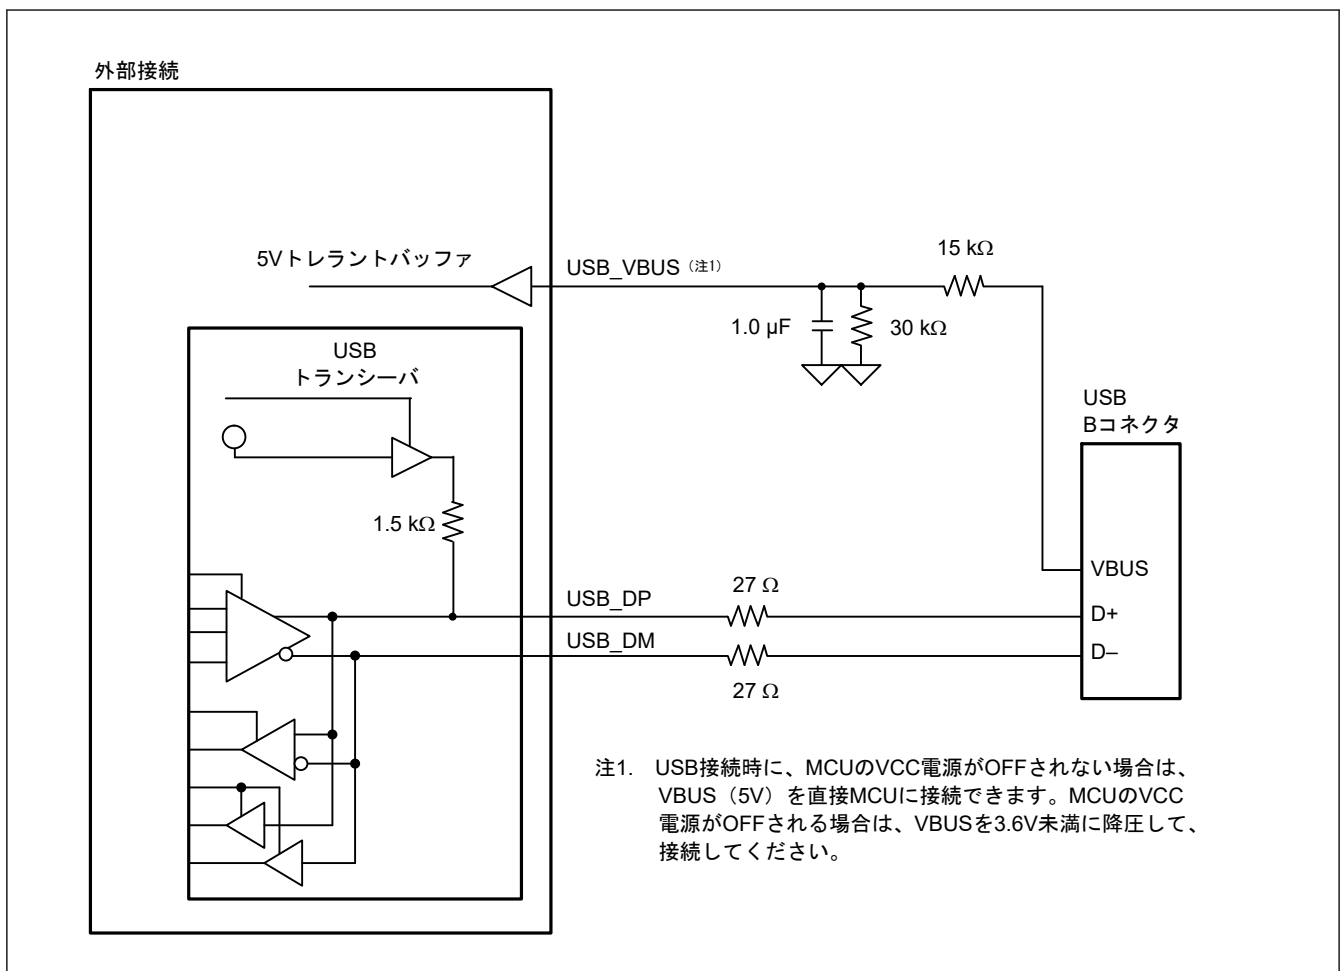 外部接続
5Vトレラントバッファ
USB_VBUS（注1）
15 kΩ
1.0 µF
30 kΩ
USB
トランシーバ
USB
Bコネクタ
1.5 kΩ
VBUS
USB_DP
27 Ω
D+
USB_DM
D–
27 Ω
注1. USB接続時に、MCUのVCC電源がOFFされない場合は、
VBUS（5V）を直接MCUに接続できます。MCUのVCC
電源がOFFされる場合は、VBUSを3.6V未満に降圧して、
接続してください。